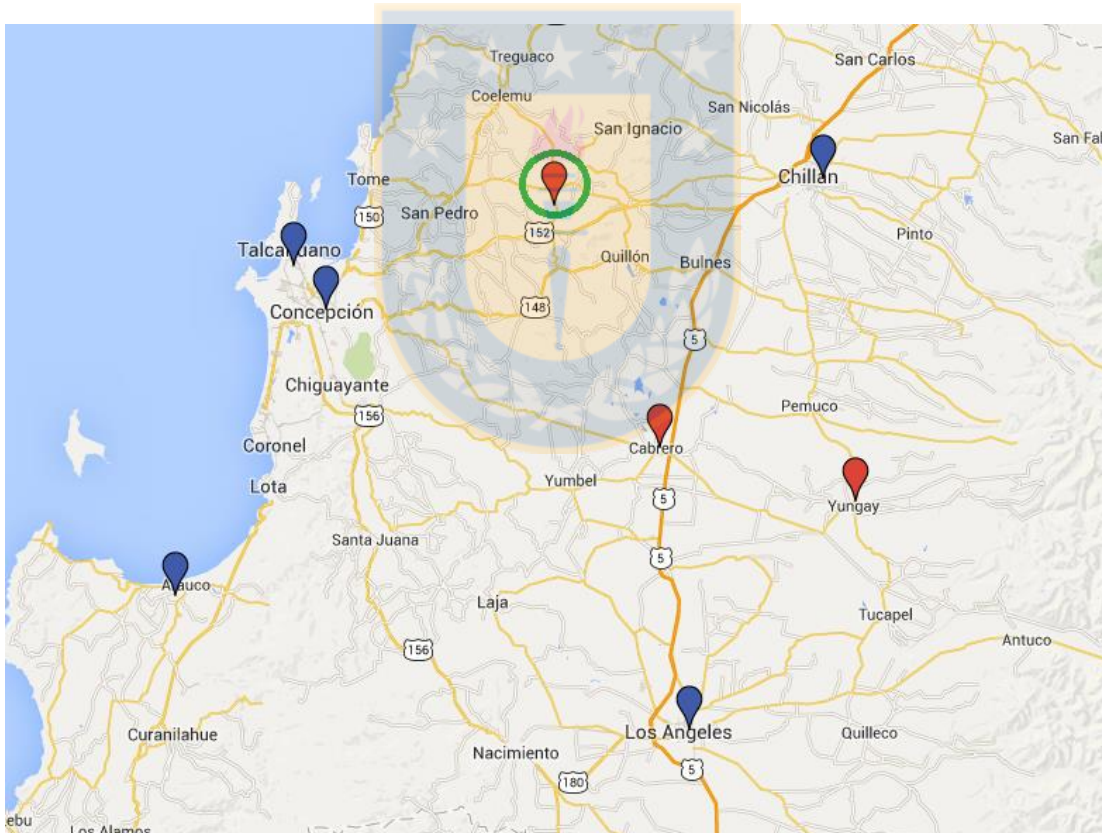 Treguaco
San Carlos
Coelemu
San Nicolás
San Ignacio
San Fal
Tome
Chillán
150
San Pedro
152
Pinto
Talcahuano
Quillón
Bulnes
Concepción
148
5
Chiguayante
156
Pemuco
Coronel
Cabrero
Lota
Yumbel
5
Yungay
Santa Juana
5
Arauco
Laja
Tucapel
Antuco
156
Curanilahue
Los Angeles
Quilleco
Nacimiento
5
180
ebu
Los Alamos